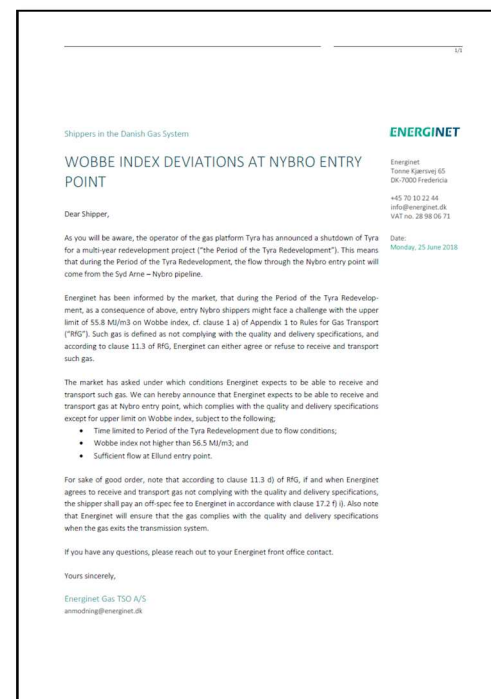 1/1
Shippers in the Danish Gas System
ENERGINET
WOBBE INDEX DEVIATIONS AT NYBRO ENTRY
POINT
Energinet
Tonne Kjærsvej 65
DK-7000 Fredericia
+45 70 10 22 44
info@energinet.dk
VAT no. 28 98 06 71
Date:
Monday, 25 June 2018
Dear Shipper,
As you will be aware, the operator of the gas platform Tyra has announced a shutdown of Tyra
for a multi-year redevelopment project ("the Period of the Tyra Redevelopment"). This means
that during the Period of the Tyra Redevelopment, the flow through the Nybro entry point will
come from the Syd Arne – Nybro pipeline.
Energinet has been informed by the market, that during the Period of the Tyra Redevelop-
ment, as a consequence of above, entry Nybro shippers might face a challenge with the upper
limit of 55.8 MJ/m3 on Wobbe index, cf. clause 1 a) of Appendix 1 to Rules for Gas Transport
("RfG"). Such gas is defined as not complying with the quality and delivery specifications, and
according to clause 11.3 of RfG, Energinet can either agree or refuse to receive and transport
such gas.
The market has asked under which conditions Energinet expects to be able to receive and
transport such gas. We can hereby announce that Energinet expects to be able to receive and
transport gas at Nybro entry point, which complies with the quality and delivery specifications
except for upper limit on Wobbe index, subject to the following;
• Time limited to Period of the Tyra Redevelopment due to flow conditions;
• Wobbe index not higher than 56.5 MJ/m3; and
• Sufficient flow at Ellund entry point.
For sake of good order, note that according to clause 11.3 d) of RfG, if and when Energinet
agrees to receive and transport gas not complying with the quality and delivery specifications,
the shipper shall pay an off-spec fee to Energinet in accordance with clause 17.2 f) i). Also note
that Energinet will ensure that the gas complies with the quality and delivery specifications
when the gas exits the transmission system.
If you have any questions, please reach out to your Energinet front office contact.
Yours sincerely,
Energinet Gas TSO A/S
anmodning@energinet.dk